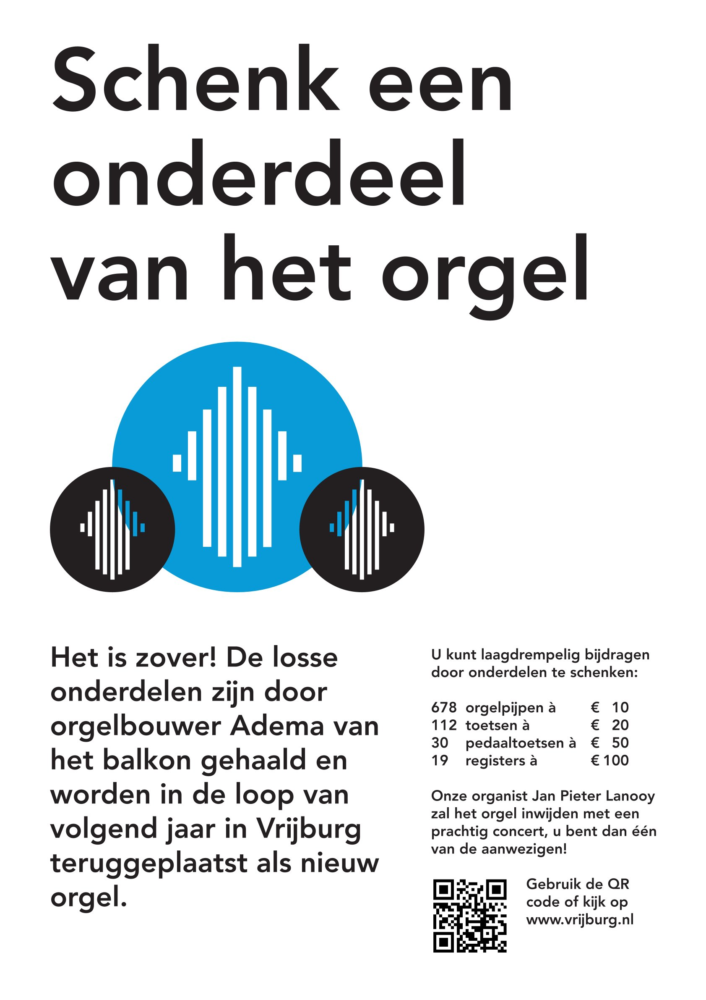 Schenk een
onderdeel
van het orgel
Het is zover! De losse
onderdelen zijn door
orgelbouwer Adema van
het balkon gehaald en
worden in de loop van
volgend jaar in Vrijburg
teruggeplaatst als nieuw
orgel.
U kunt laagdrempelig bijdragen
door onderdelen te schenken:
678 orgelpijpen à € 10
112 toetsen à € 20
30 pedaaltoetsen à € 50
19 registers à € 100
Onze organist Jan Pieter Lanooy
zal het orgel inwijden met een
prachtig concert, u bent dan één
van de aanwezigen!
Gebruik de QR
code of kijk op
www.vrijburg.nl